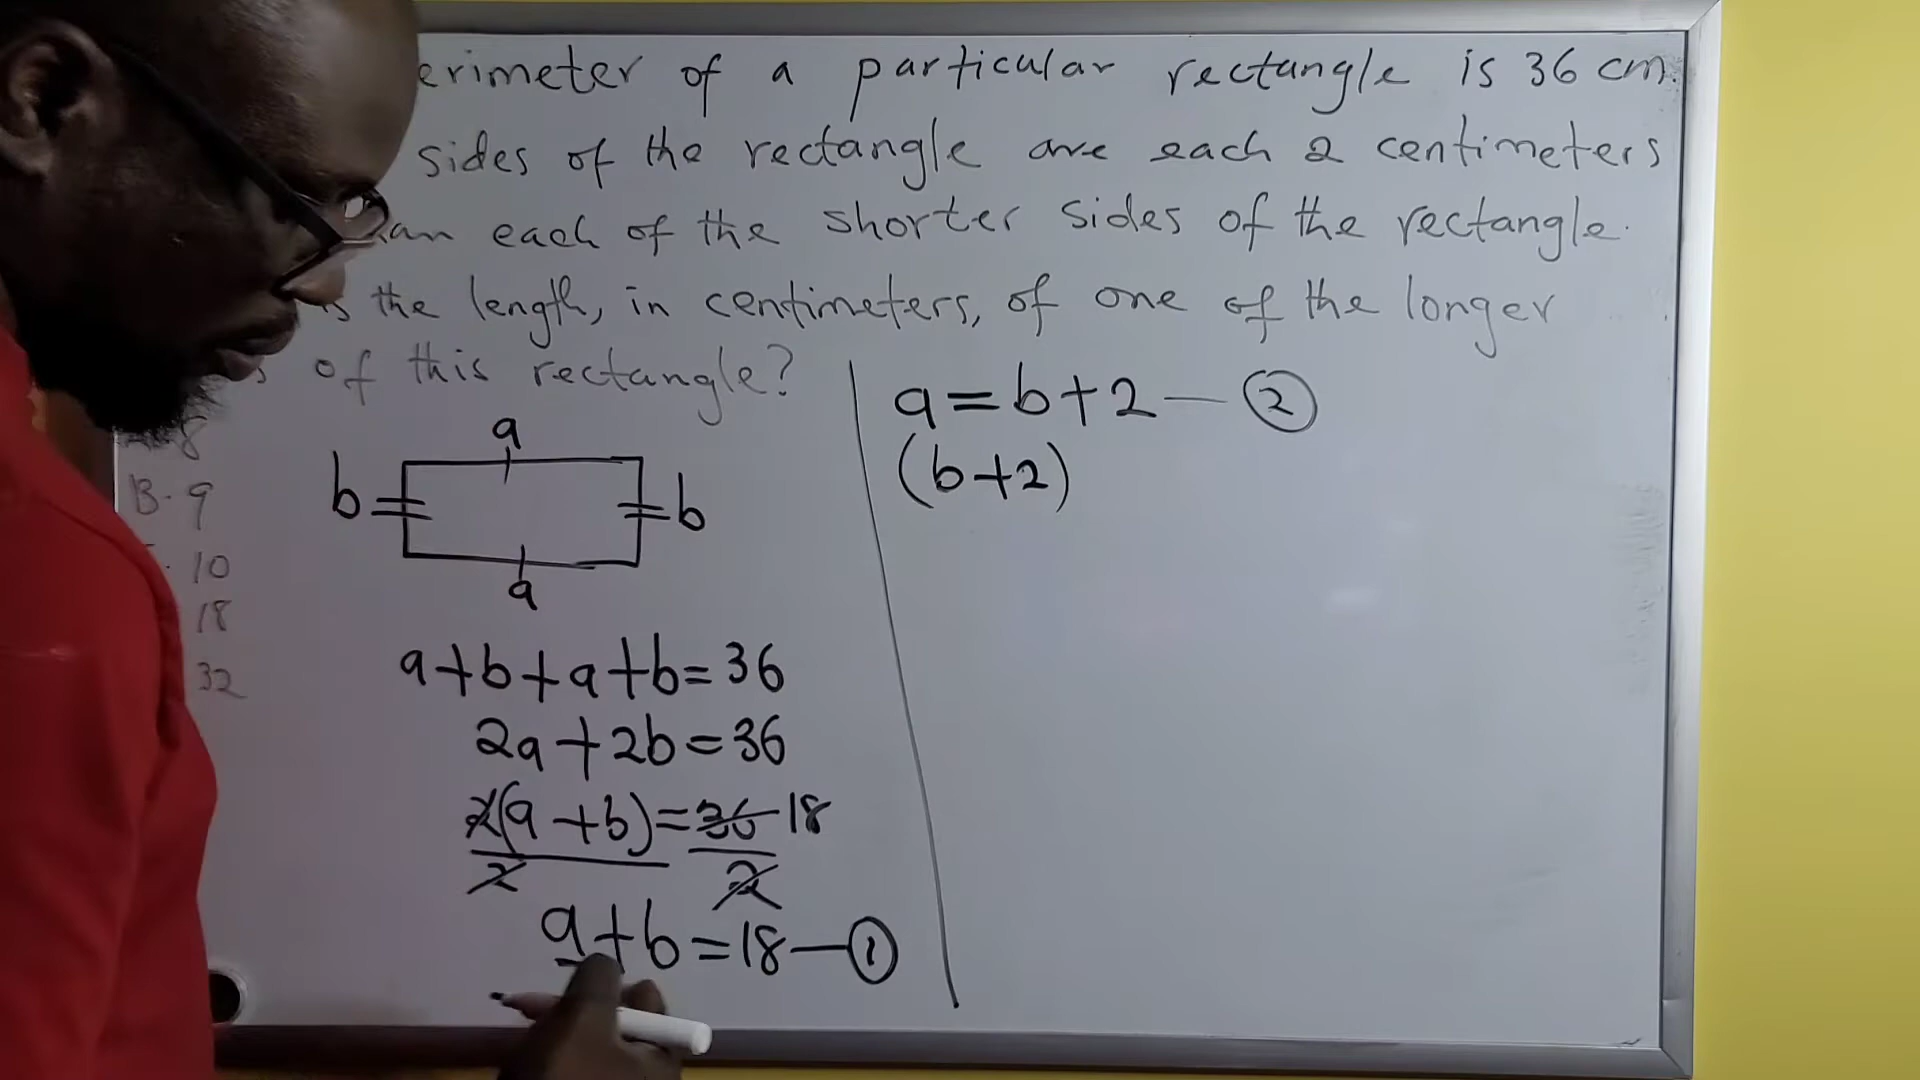 erimeter of a particular rectangle is 36 cm.
sides of the rectangle are each 2 centimeters
an each of the shorter sides of the rectangle.
s the length, in centimeters, of one of the longer
s of this rectangle?
8
B. 9
. 10
18
32
a
b
b
a
a+b+a+b=36
2a+2b=36
2(a+b)=36 18
2 2
a+b=18—①
a=b+2—②
(b+2)